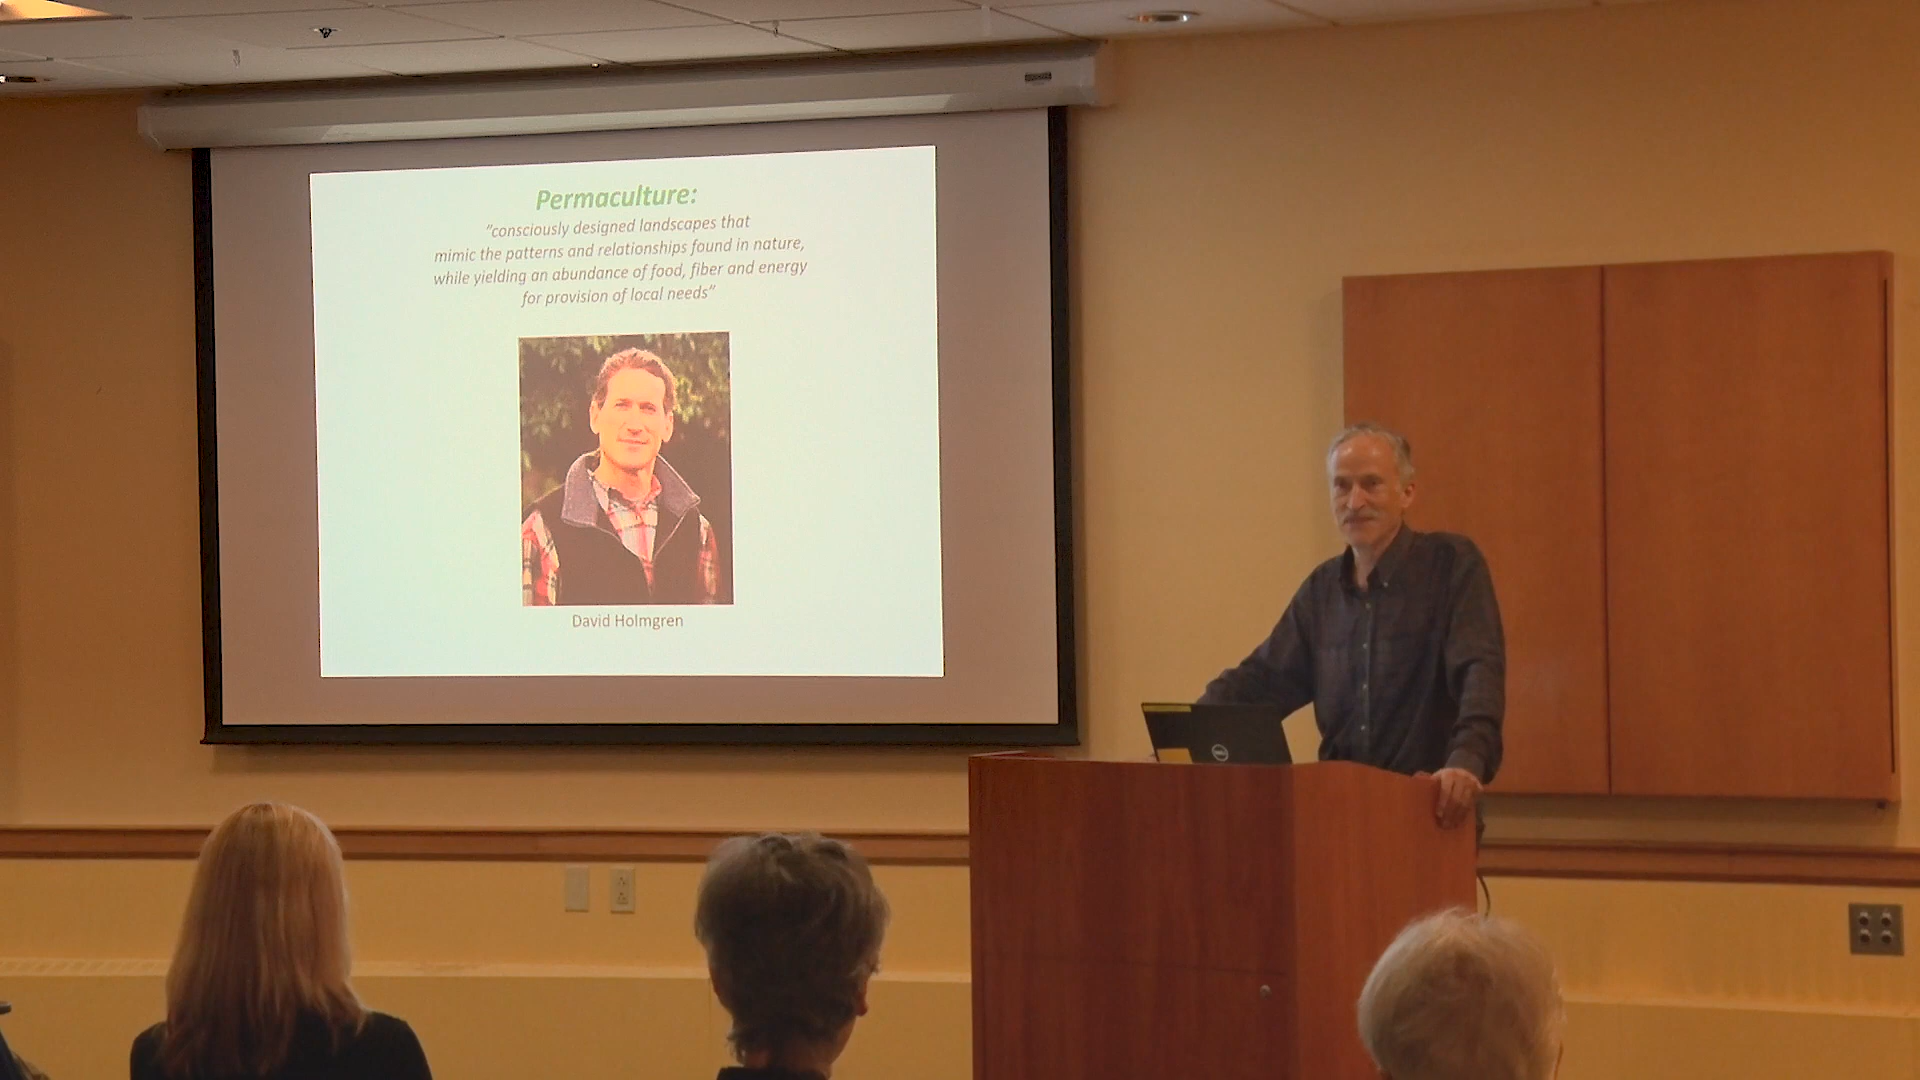 Permaculture:
"consciously designed landscapes that
mimic the patterns and relationships found in nature,
while yielding an abundance of food, fiber and energy
for provision of local needs"
David Holmgren
DELL